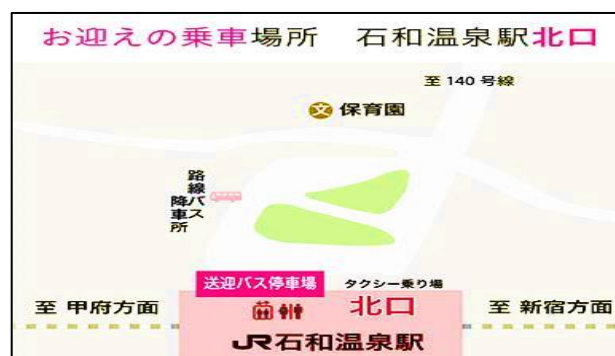 お迎えの乗車場所　石和温泉駅北口
至 140 号線
保育園
路線バス
降車所
送迎バス停車場
タクシー乗り場
北口
至 甲府方面
至 新宿方面
JR石和温泉駅